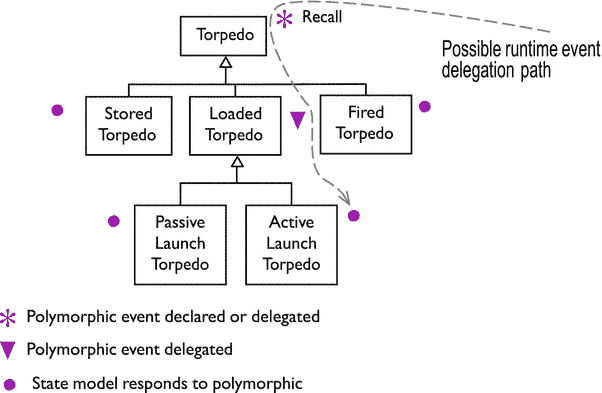 Torpedo
Recall
Possible runtime event
delegation path
Stored
Torpedo
Loaded
Torpedo
Fired
Torpedo
Passive
Launch
Torpedo
Active
Launch
Torpedo
Polymorphic event declared or delegated
Polymorphic event delegated
State model responds to polymorphic